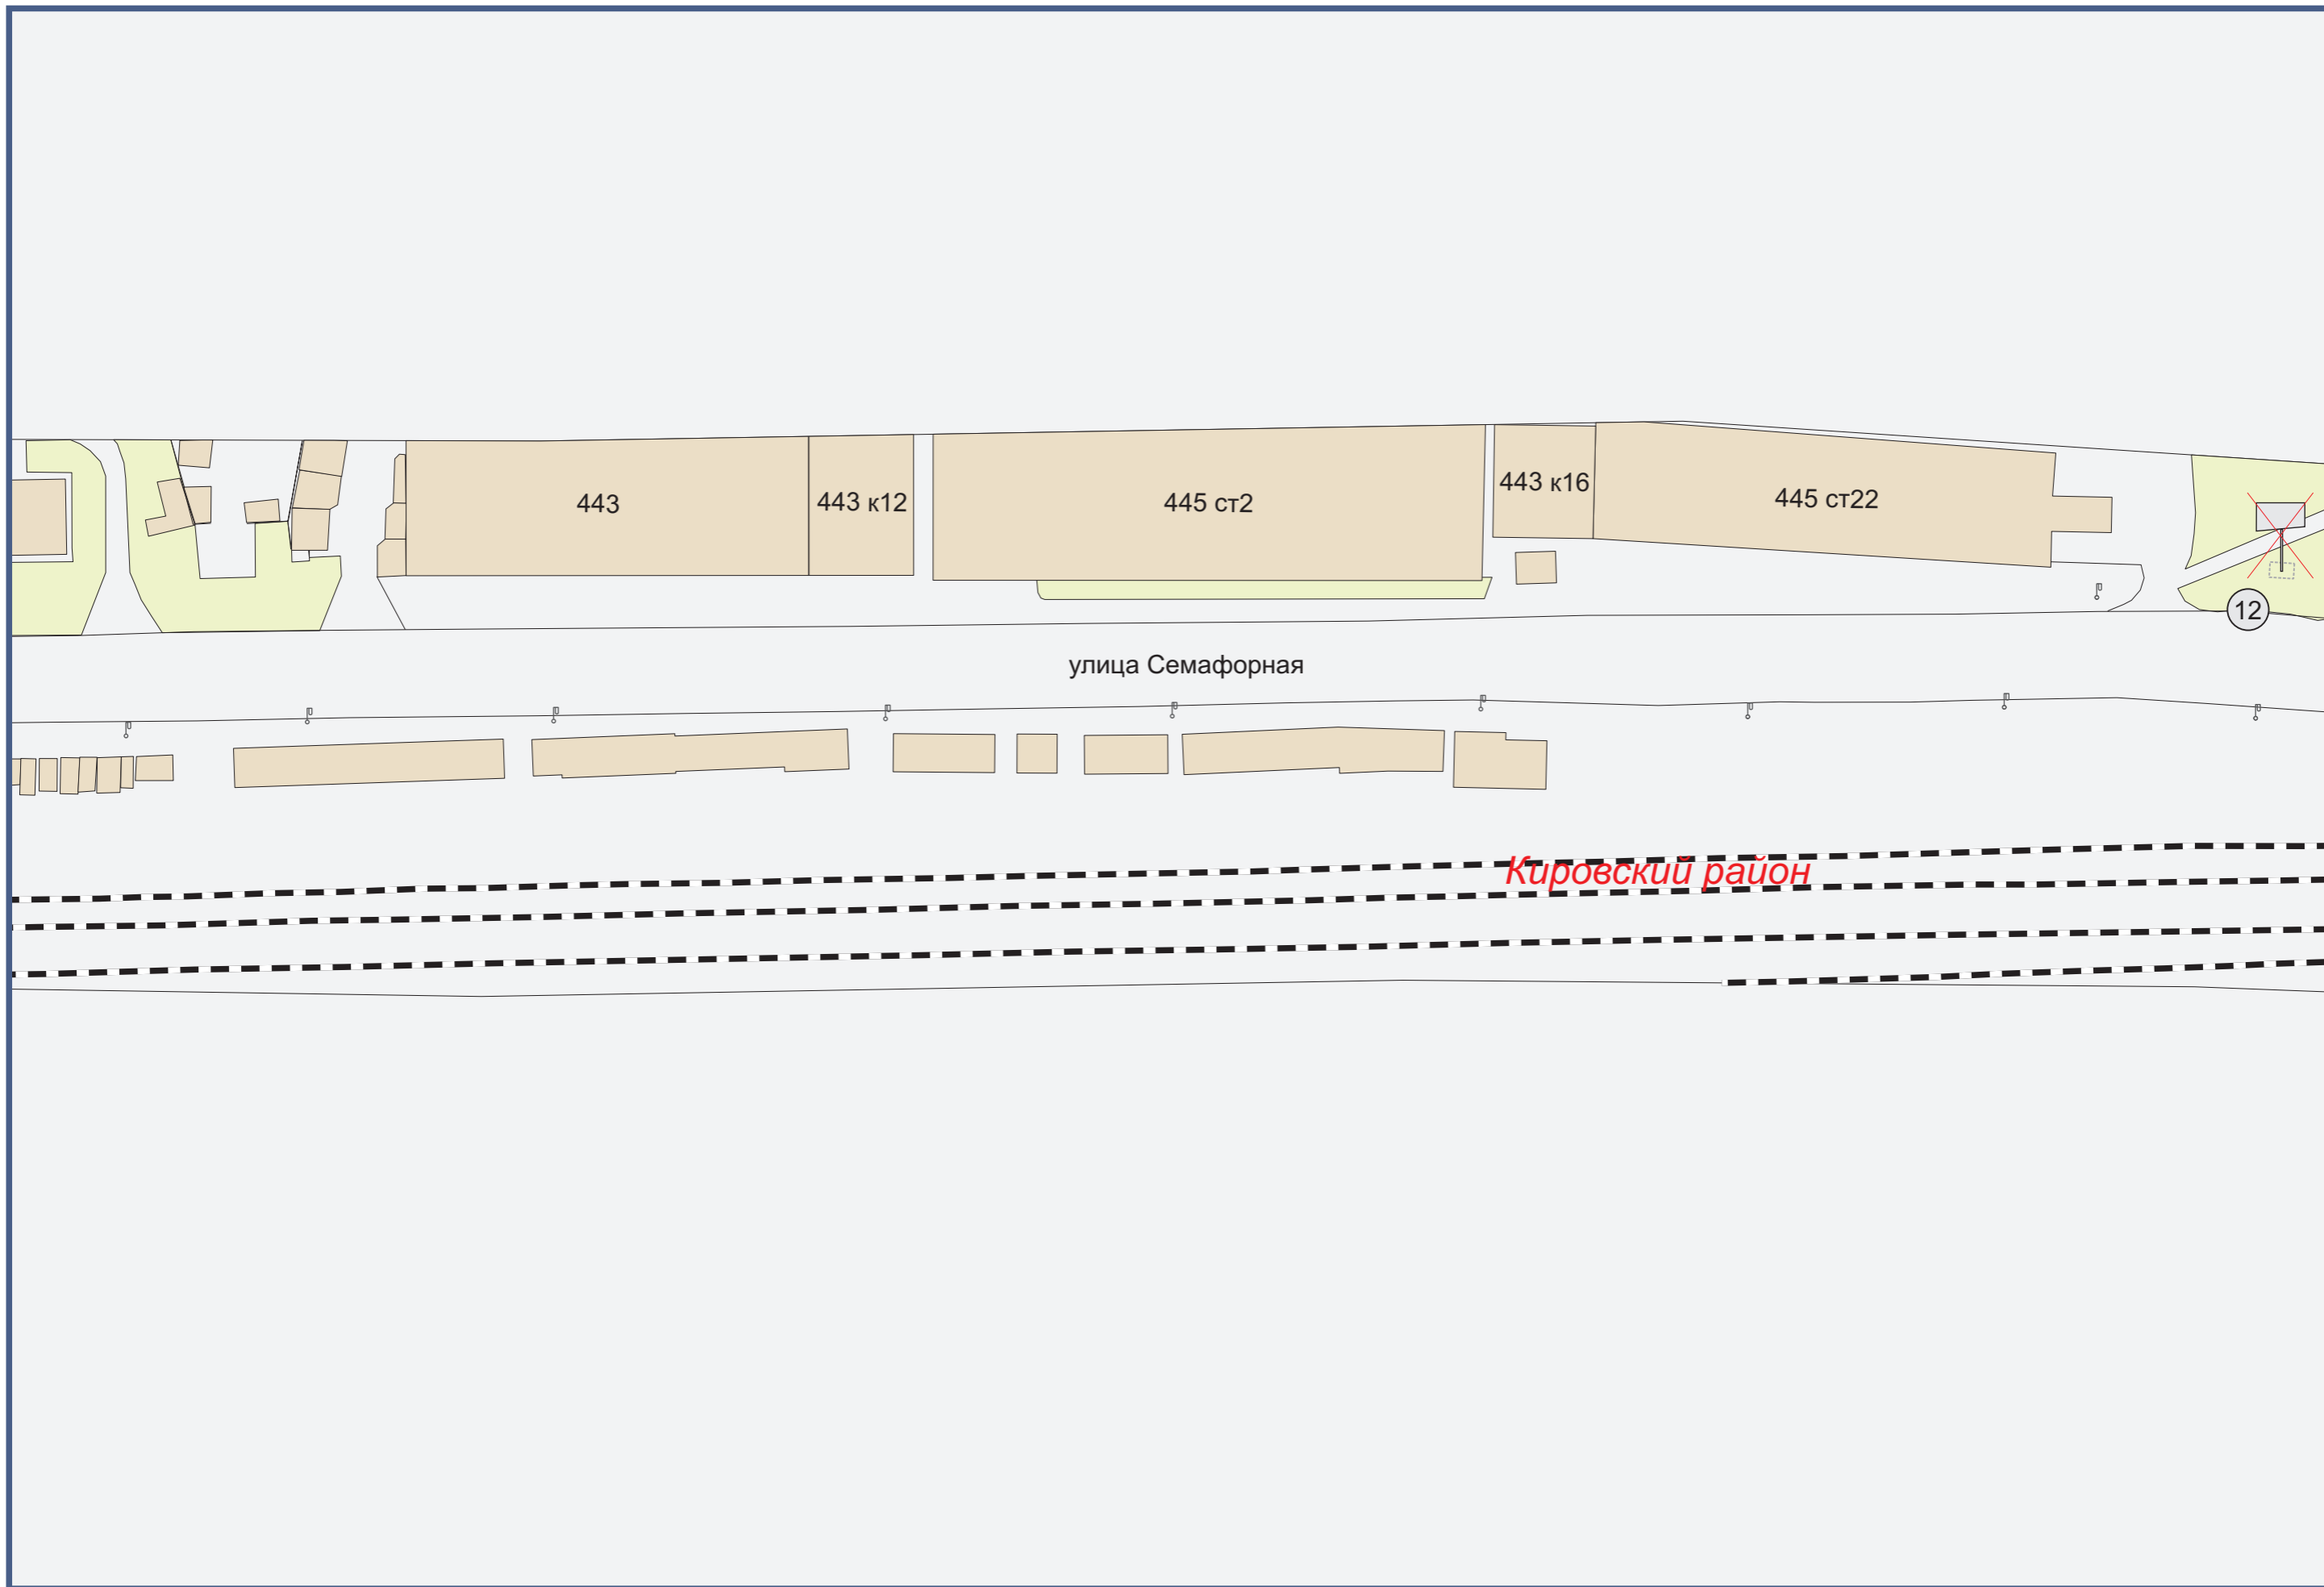 443
443 к12
445 ст2
443 к16
445 ст22
12
улица Семафорная
Кировский район